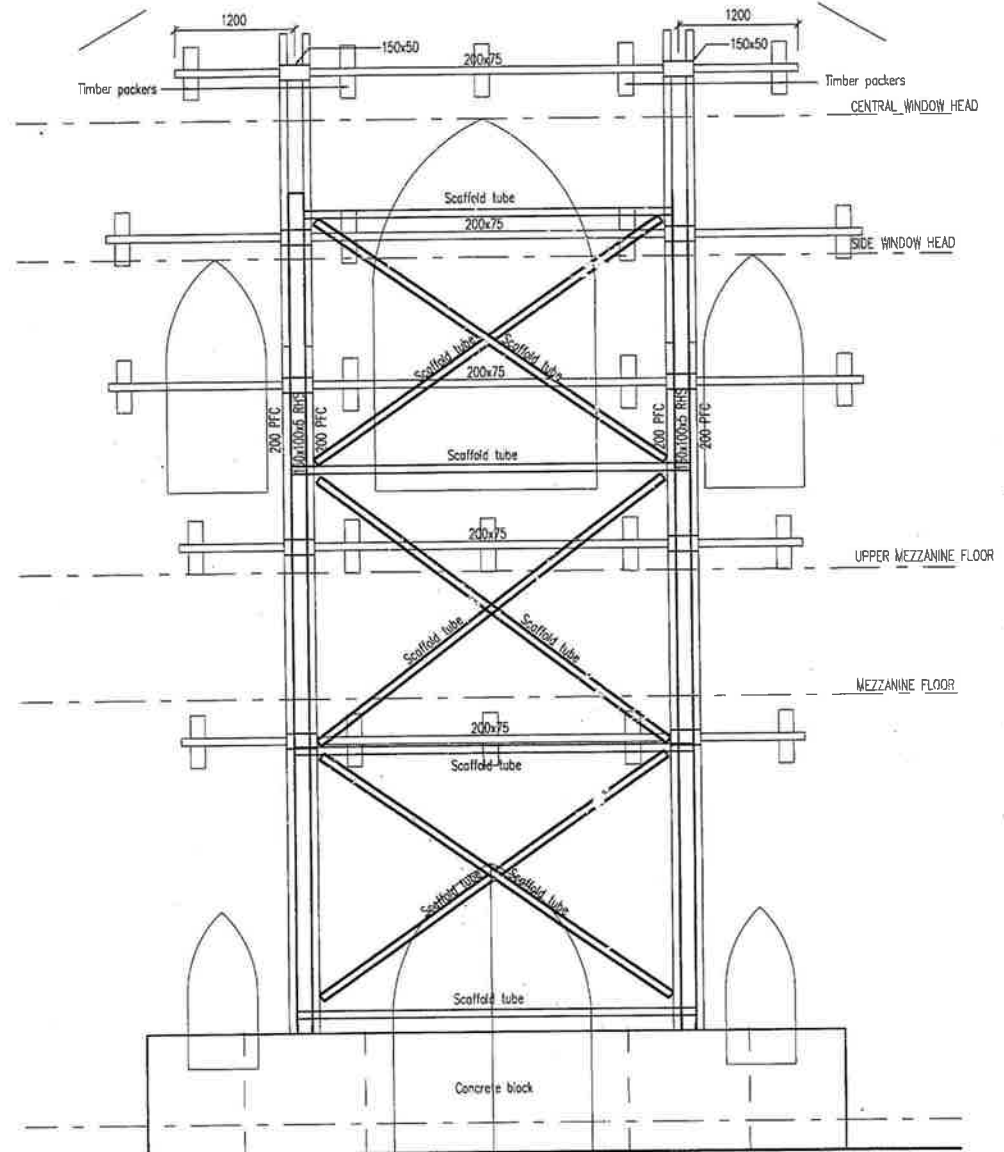 1200
1200
150x50
150x50
200x75
Timber packers
Timber packers
CENTRAL WINDOW HEAD
Scaffold tube
200x75
SIDE WINDOW HEAD
Scaffold tube
Scaffold tube
200x75
200 PFC
150x100x5 RHS
200 PFC
200 PFC
150x100x5 RHS
200 PFC
Scaffold tube
200x75
UPPER MEZZANINE FLOOR
Scaffold tube
Scaffold tube
MEZZANINE FLOOR
200x75
Scaffold tube
Scaffold tube
Scaffold tube
Scaffold tube
Concrete block